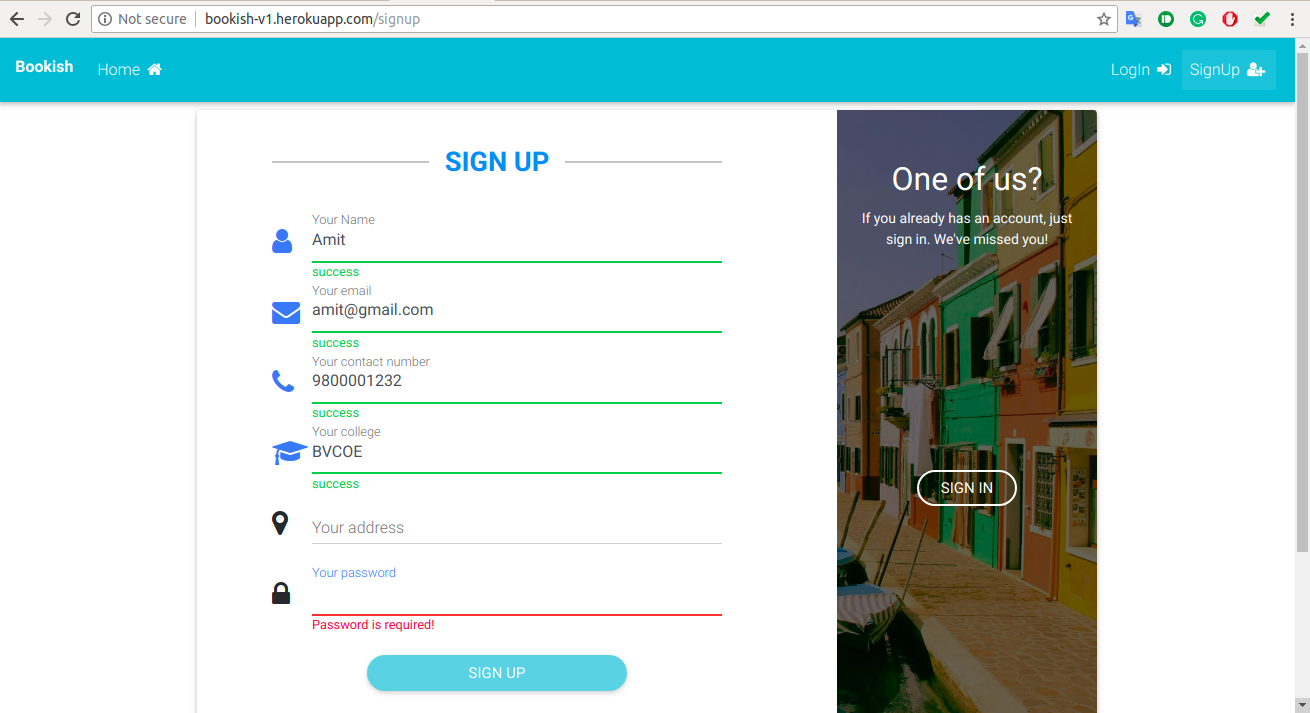 Not secure bookish-v1.herokuapp.com/signup
Bookish Home LogIn SignUp
SIGN UP
Your Name
Amit
success
Your email
amit@gmail.com
success
Your contact number
9800001232
success
Your college
BVCOE
success
Your address
Your password
Password is required!
SIGN UP
One of us?
If you already has an account, just
sign in. We've missed you!
SIGN IN